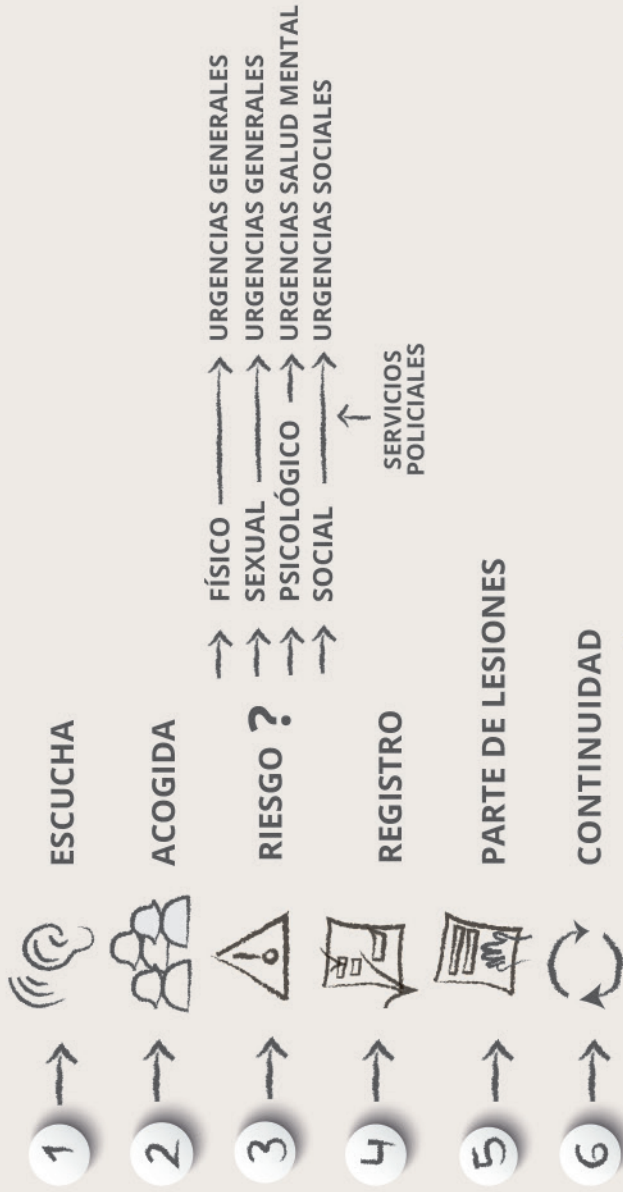 1 ESCUCHA
2 ACOGIDA
3 RIESGO ?
FÍSICO URGENCIAS GENERALES
SEXUAL URGENCIAS GENERALES
PSICOLÓGICO URGENCIAS SALUD MENTAL
SOCIAL URGENCIAS SOCIALES
SERVICIOS
POLICIALES
4 REGISTRO
5 PARTE DE LESIONES
6 CONTINUIDAD